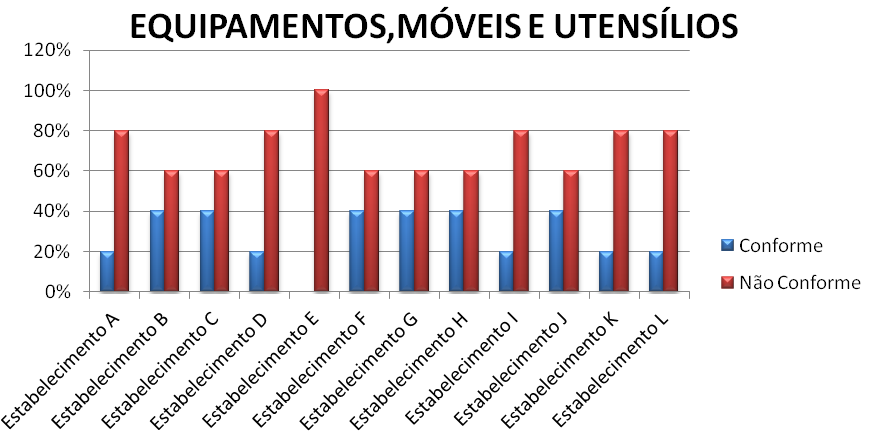 EQUIPAMENTOS,MÓVEIS E UTENSÍLIOS
120%
100%
80%
60%
40%
20%
0%
Estabelecimento A
Estabelecimento B
Estabelecimento C
Estabelecimento D
Estabelecimento E
Estabelecimento F
Estabelecimento G
Estabelecimento H
Estabelecimento I
Estabelecimento J
Estabelecimento K
Estabelecimento L
Conforme
Não Conforme